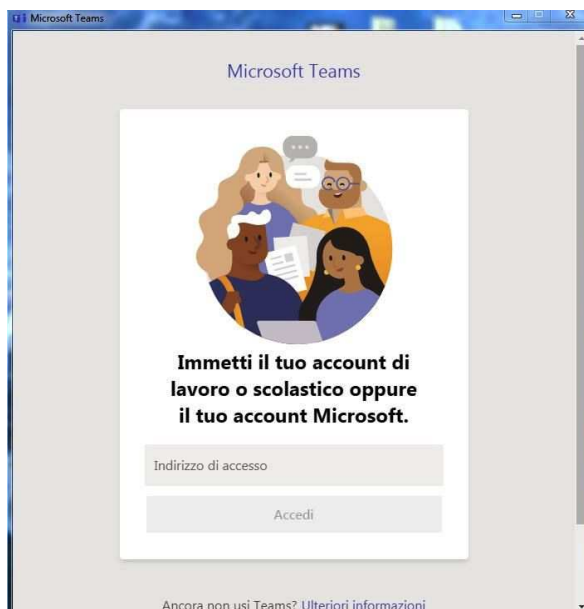 Microsoft Teams
Microsoft Teams
Immetti il tuo account di
lavoro o scolastico oppure
il tuo account Microsoft.
Indirizzo di accesso
Accedi
Ancora non usi Teams? Ulteriori informazioni